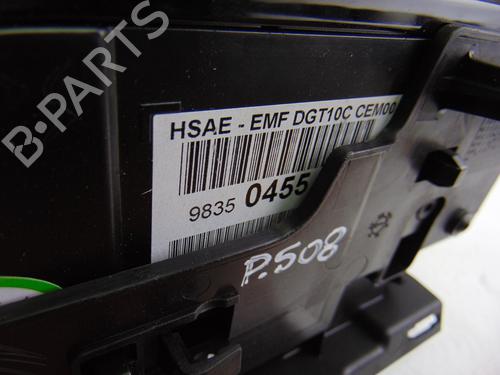 B-PARTS
HSAE - EMF DGT10C CEM00
9835 0455
P.508